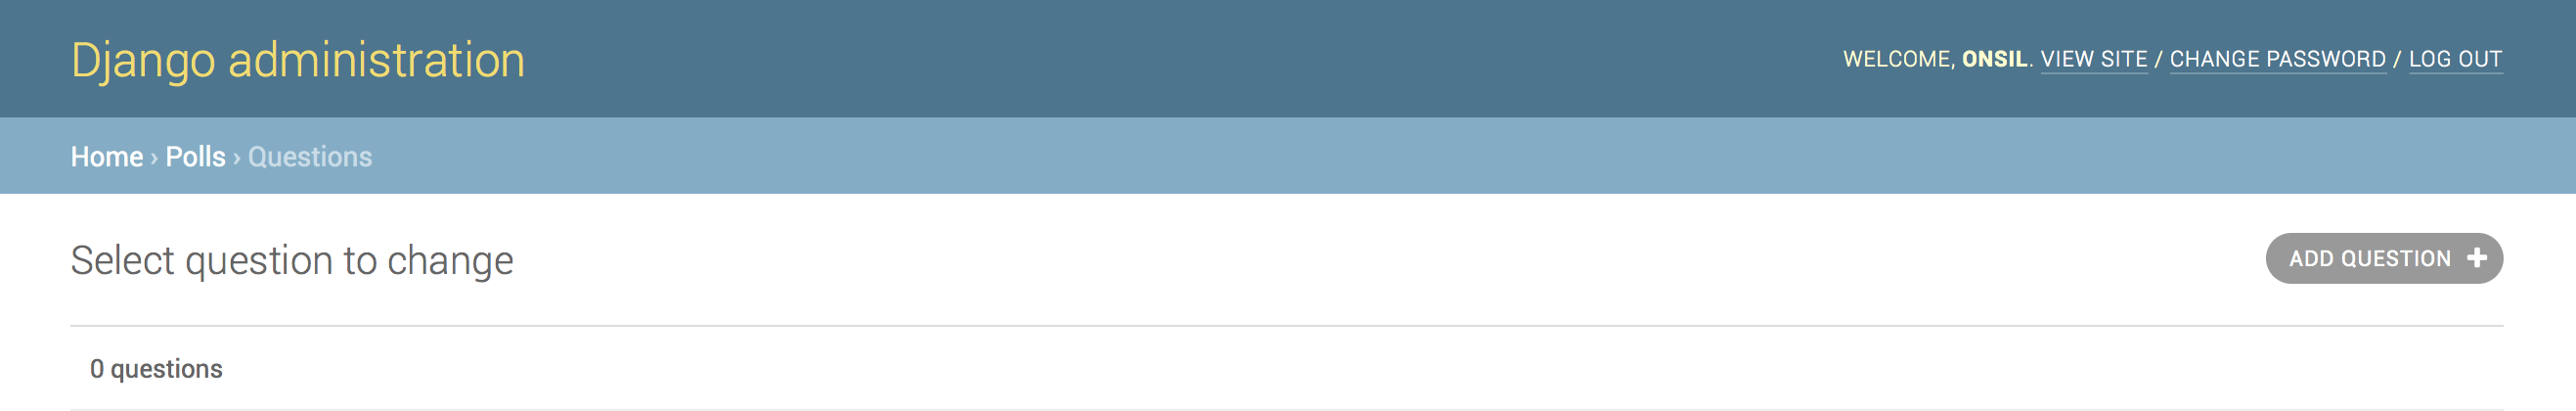 Django administration
WELCOME, ONSIL. VIEW SITE / CHANGE PASSWORD / LOG OUT
Home › Polls › Questions
Select question to change
ADD QUESTION +
0 questions